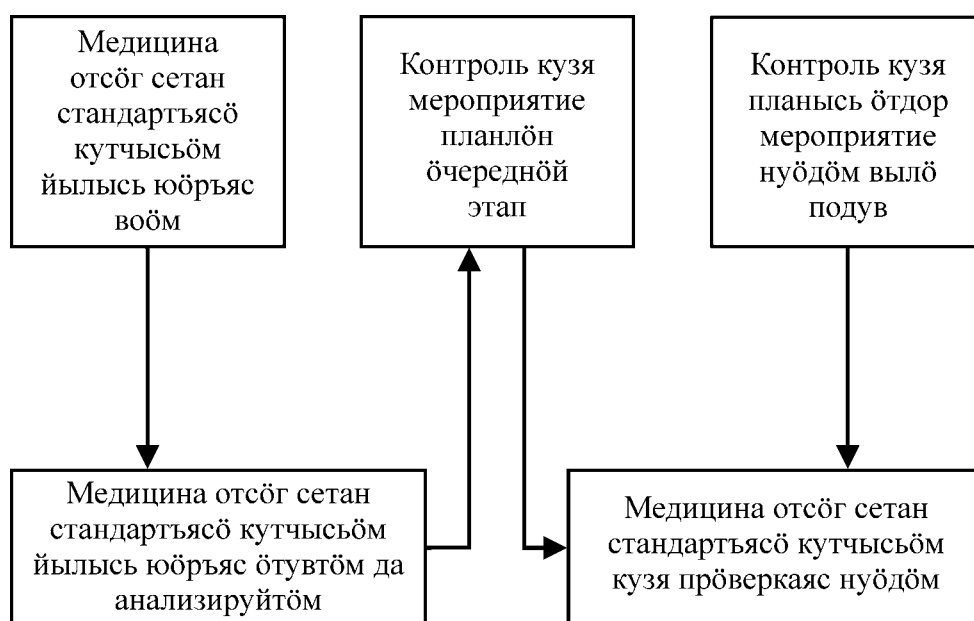 Медицина
отсӧг сетан
стандартъясӧ
кутчысьӧм
йылысь юӧръяс
воӧм
Контроль кузя
мероприятие
планлӧн
ӧчереднӧй
этап
Контроль кузя
планысь ӧтдор
мероприятие
нуӧдӧм вылӧ
подув
Медицина отсӧг сетан
стандартъясӧ кутчысьӧм
йылысь юӧръяс ӧтувтӧм да
анализируйтӧм
Медицина отсӧг сетан
стандартъясӧ кутчысьӧм
кузя прӧверкаяс нуӧдӧм